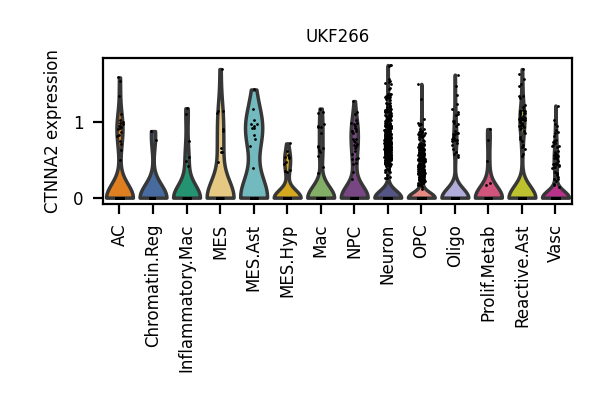 UKF266
CTNNA2 expression
1
0
AC
Chromatin.Reg
Inflammatory.Mac
MES
MES.Ast
MES.Hyp
Mac
NPC
Neuron
OPC
Oligo
Prolif.Metab
Reactive.Ast
Vasc